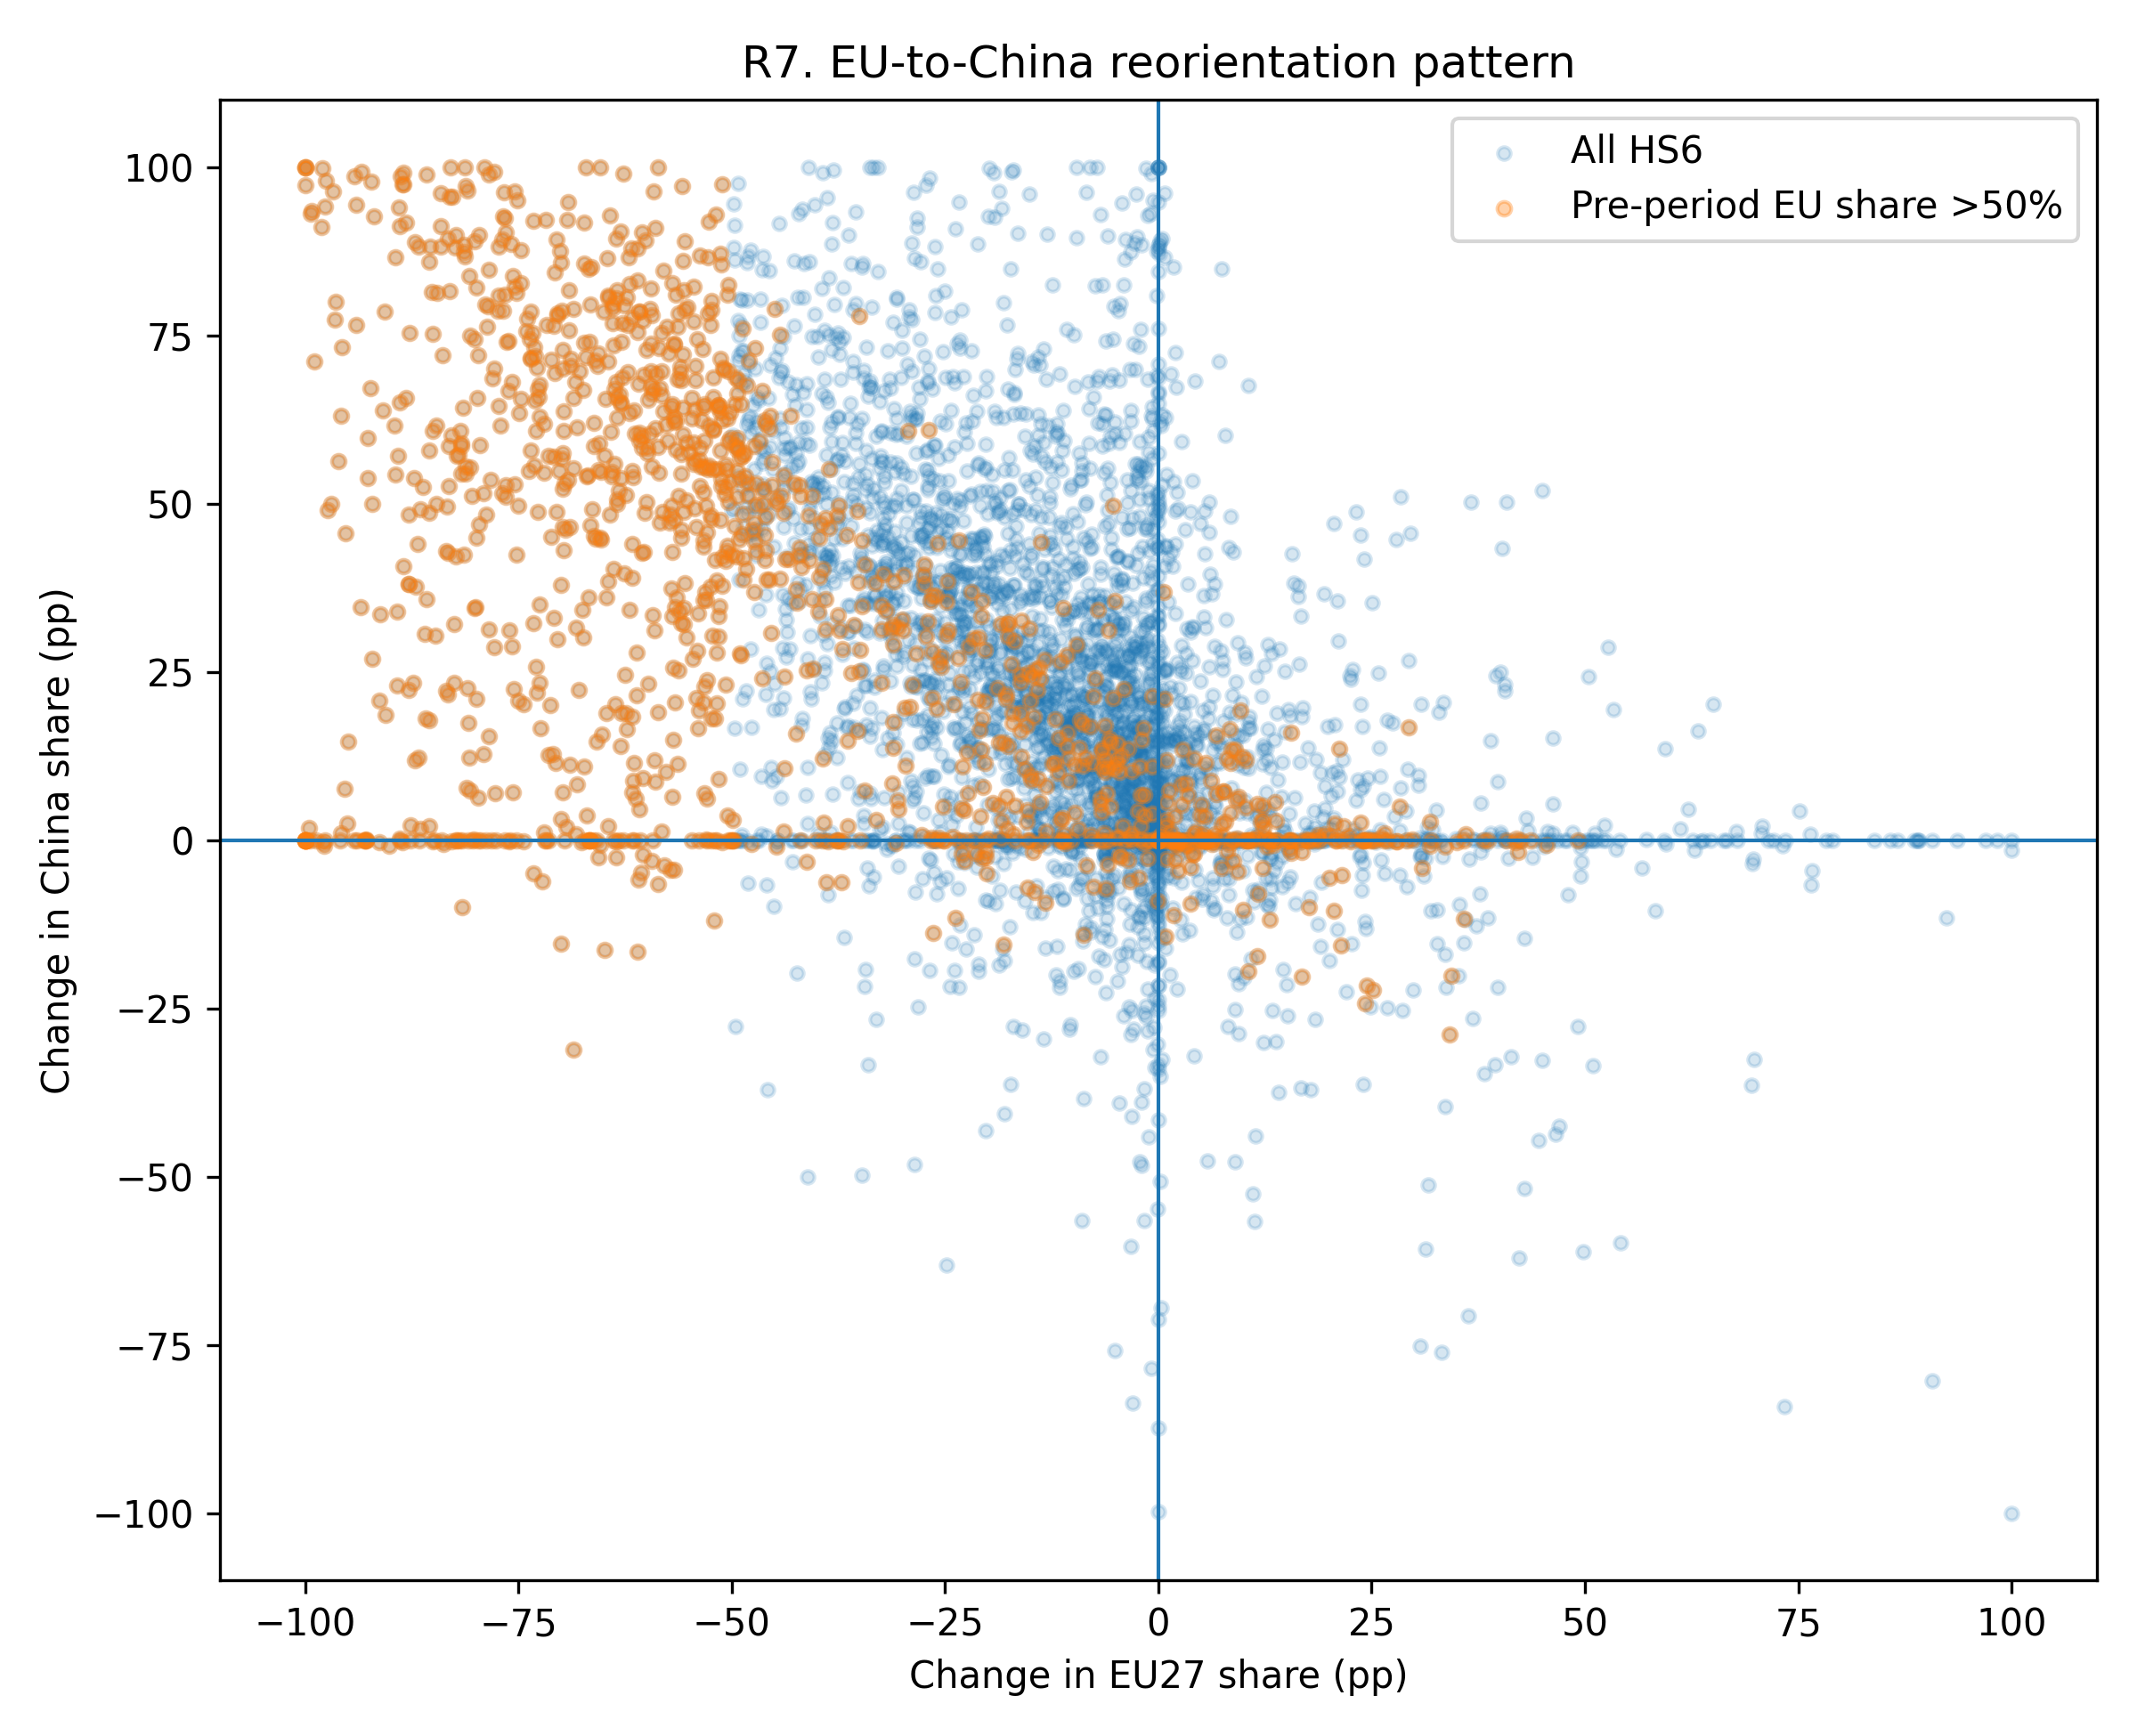 R7. EU-to-China reorientation pattern
All HS6
Pre-period EU share >50%
100
75
50
25
0
−25
−50
−75
−100
Change in China share (pp)
−100 −75 −50 −25 0 25 50 75 100
Change in EU27 share (pp)